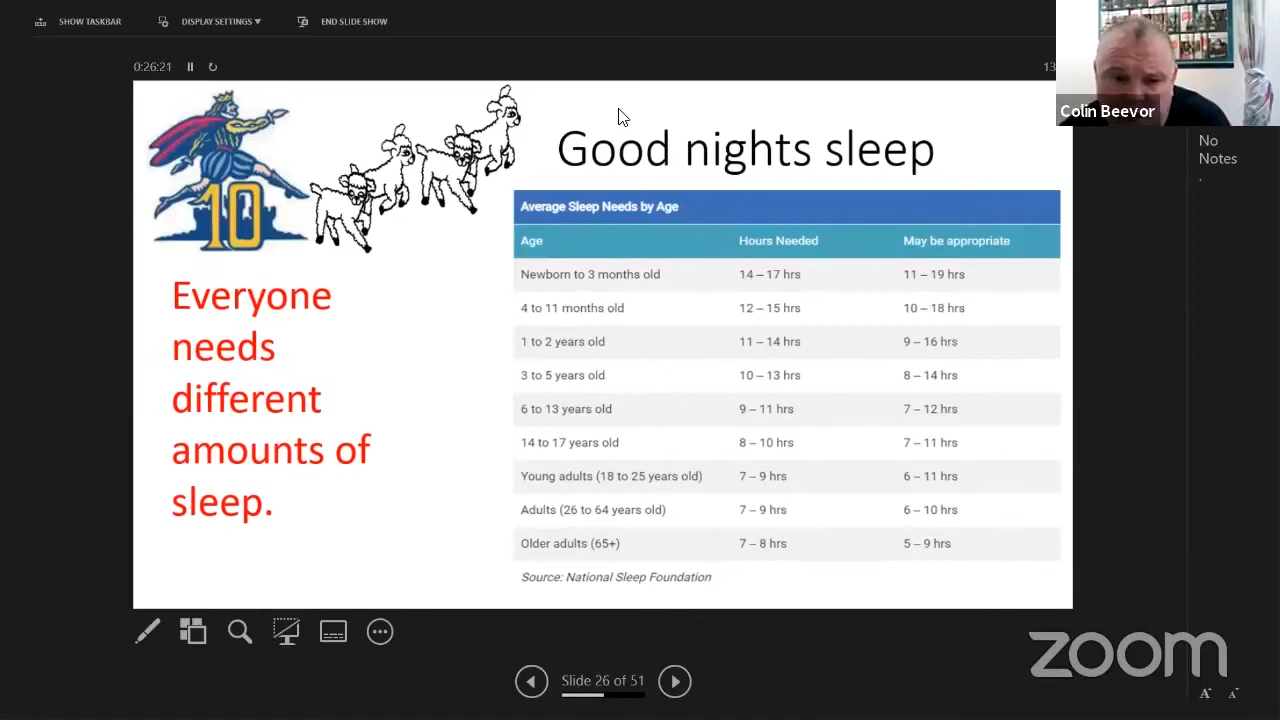 SHOW TASKBAR DISPLAY SETTINGS ▼ END SLIDE SHOW
0:26:21
13
Colin Beevor
No
Notes
10
Good nights sleep
Everyone
needs
different
amounts of
sleep.
Average Sleep Needs by Age
Age Hours Needed May be appropriate
Newborn to 3 months old 14 – 17 hrs 11 – 19 hrs
4 to 11 months old 12 – 15 hrs 10 – 18 hrs
1 to 2 years old 11 – 14 hrs 9 – 16 hrs
3 to 5 years old 10 – 13 hrs 8 – 14 hrs
6 to 13 years old 9 – 11 hrs 7 – 12 hrs
14 to 17 years old 8 – 10 hrs 7 – 11 hrs
Young adults (18 to 25 years old) 7 – 9 hrs 6 – 11 hrs
Adults (26 to 64 years old) 7 – 9 hrs 6 – 10 hrs
Older adults (65+) 7 – 8 hrs 5 – 9 hrs
Source: National Sleep Foundation
zoom
Slide 26 of 51
A A